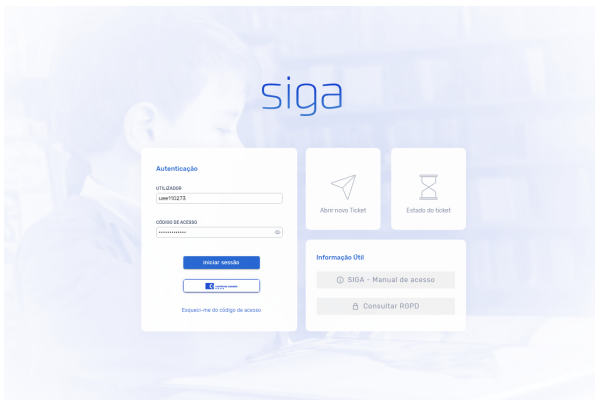 siga
Autenticação
UTILIZADOR
uee110273
CÓDIGO DE ACESSO
Iniciar sessão
Esqueci-me do código de acesso
Abrir novo Ticket
Estado do ticket
Informação Útil
SIGA - Manual de acesso
Consultar RGPD